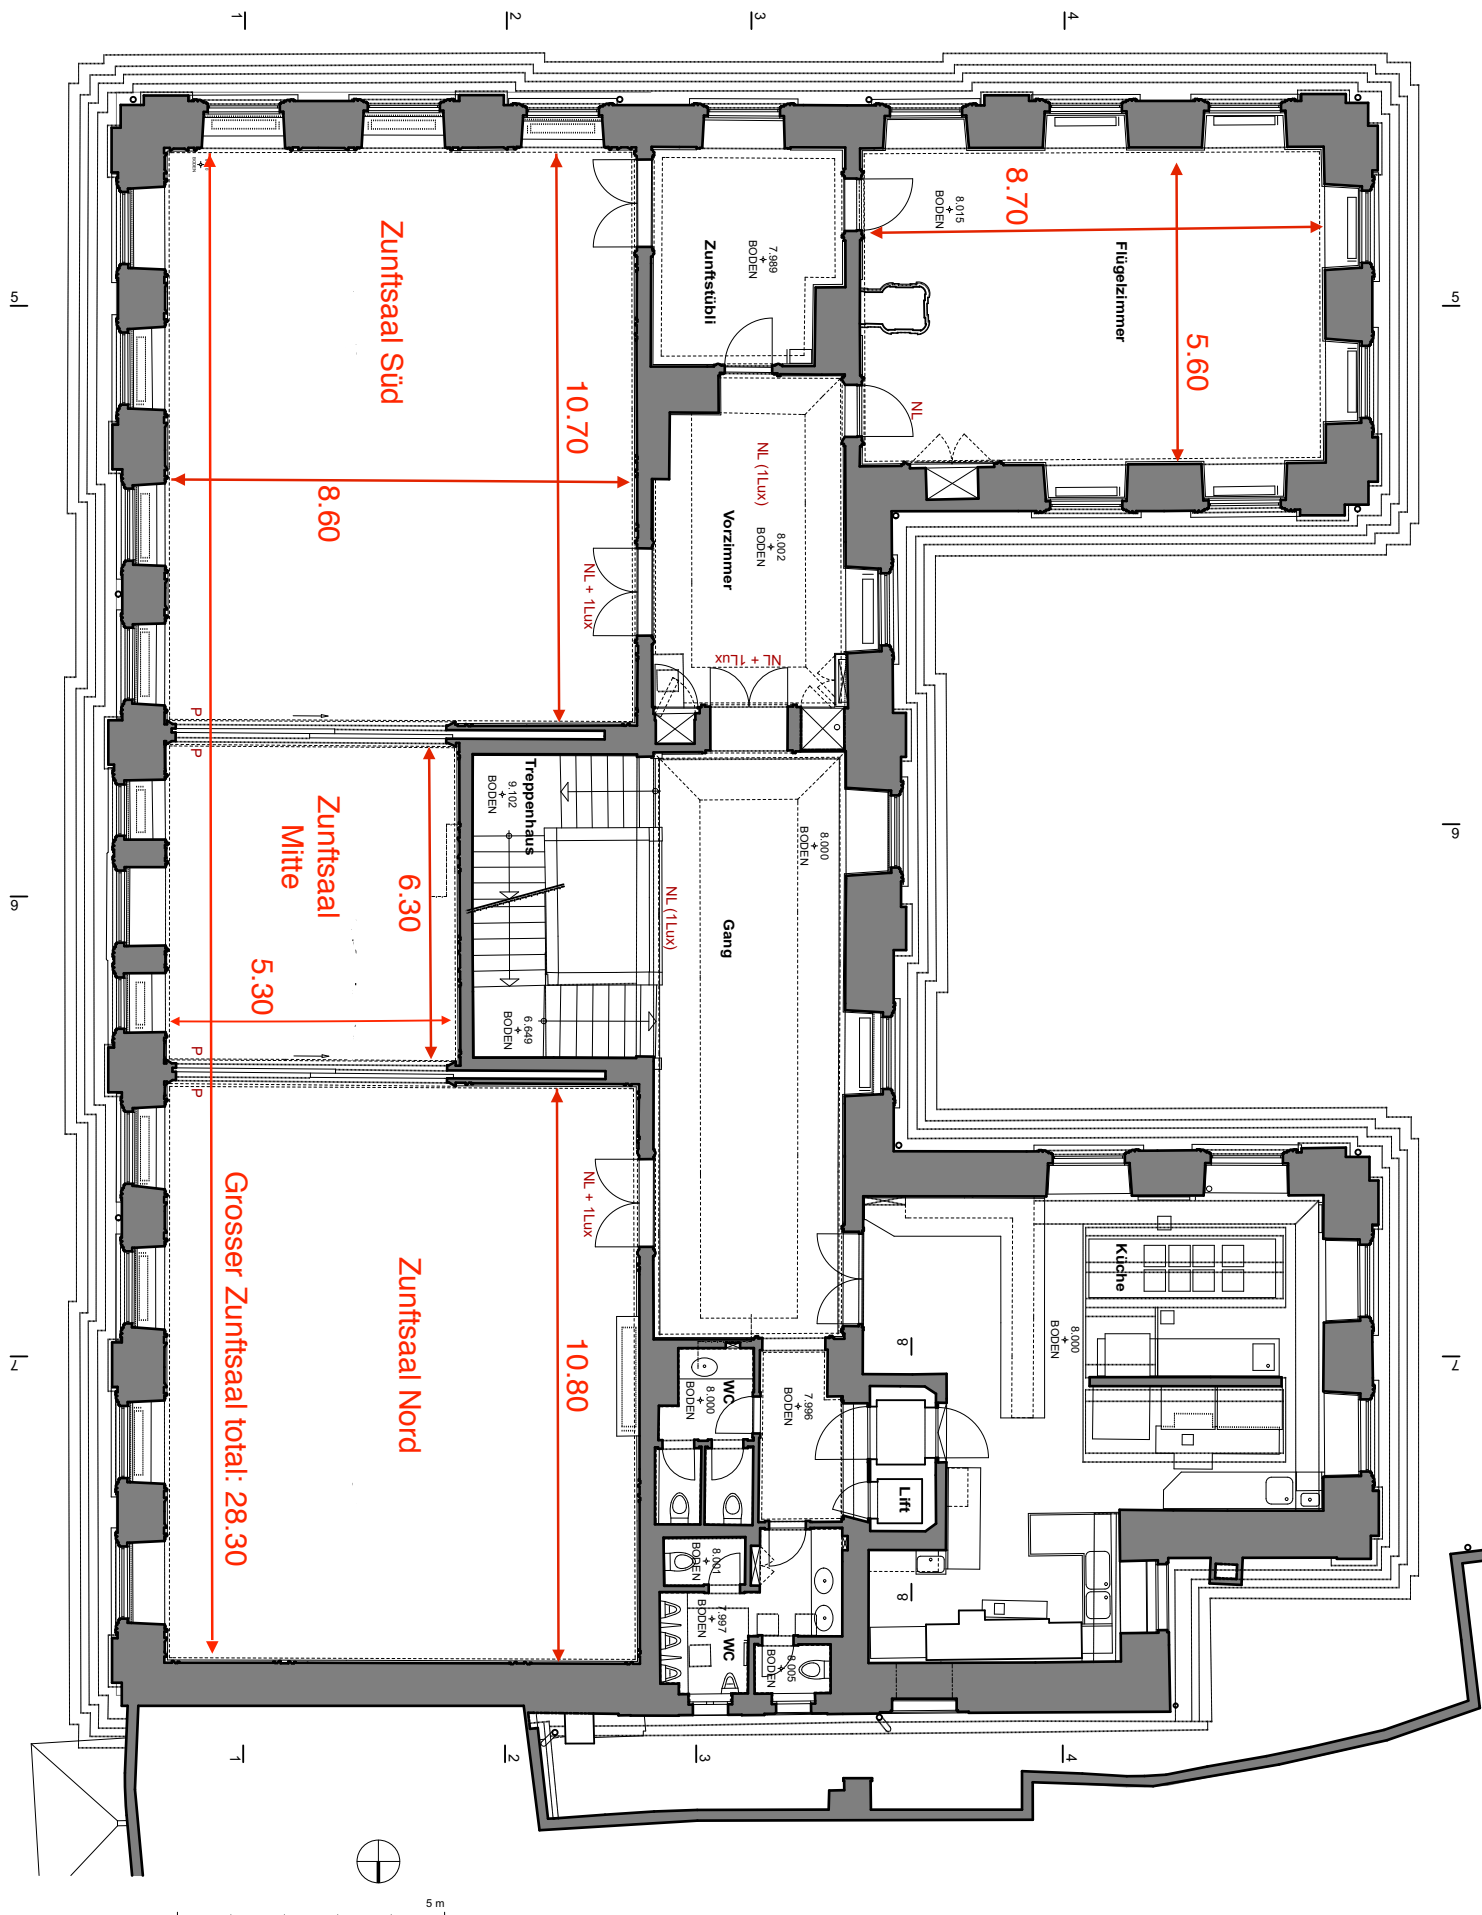 1
2
3
4
5
5
6
6
7
7
1
2
3
4
BODEN
Zunftsaal Süd
10.70
8.60
Zunftstübli
7.989
BODEN
8.70
8.015
BODEN
Flügelzimmer
5.60
NL
NL (1Lux)
Vorzimmer
8.002
BODEN
NL + 1Lux
NL + 1Lux
P
P
Zunftsaal
Mitte
6.30
5.30
P
P
Treppenhaus
9.102
BODEN
6.649
BODEN
NL (1Lux)
Gang
8.000
BODEN
NL + 1Lux
Grosser Zunftsaal total: 28.30
Zunftsaal Nord
10.80
WC
8.000
BODEN
7.996
BODEN
Küche
8.000
BODEN
8
8
Lift
8.001
BODEN
7.997
BODEN
WC
8.005
BODEN
5 m